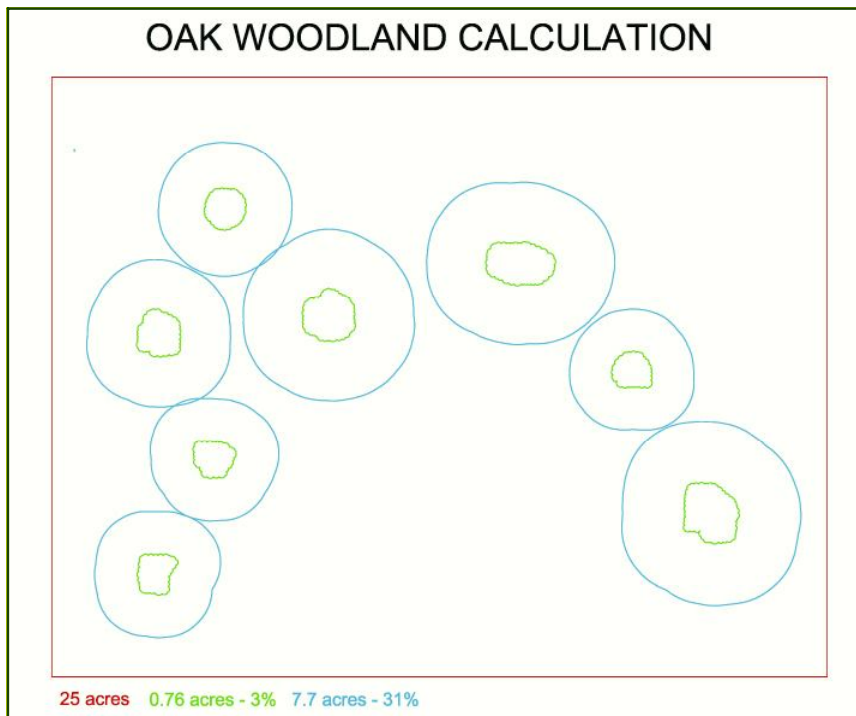 OAK WOODLAND CALCULATION
25 acres 0.76 acres - 3% 7.7 acres - 31%